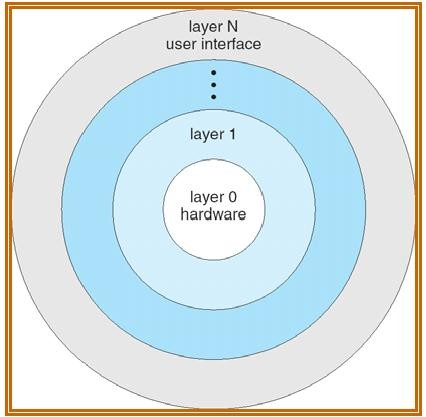 layer N
user interface
layer 1
layer 0
hardware